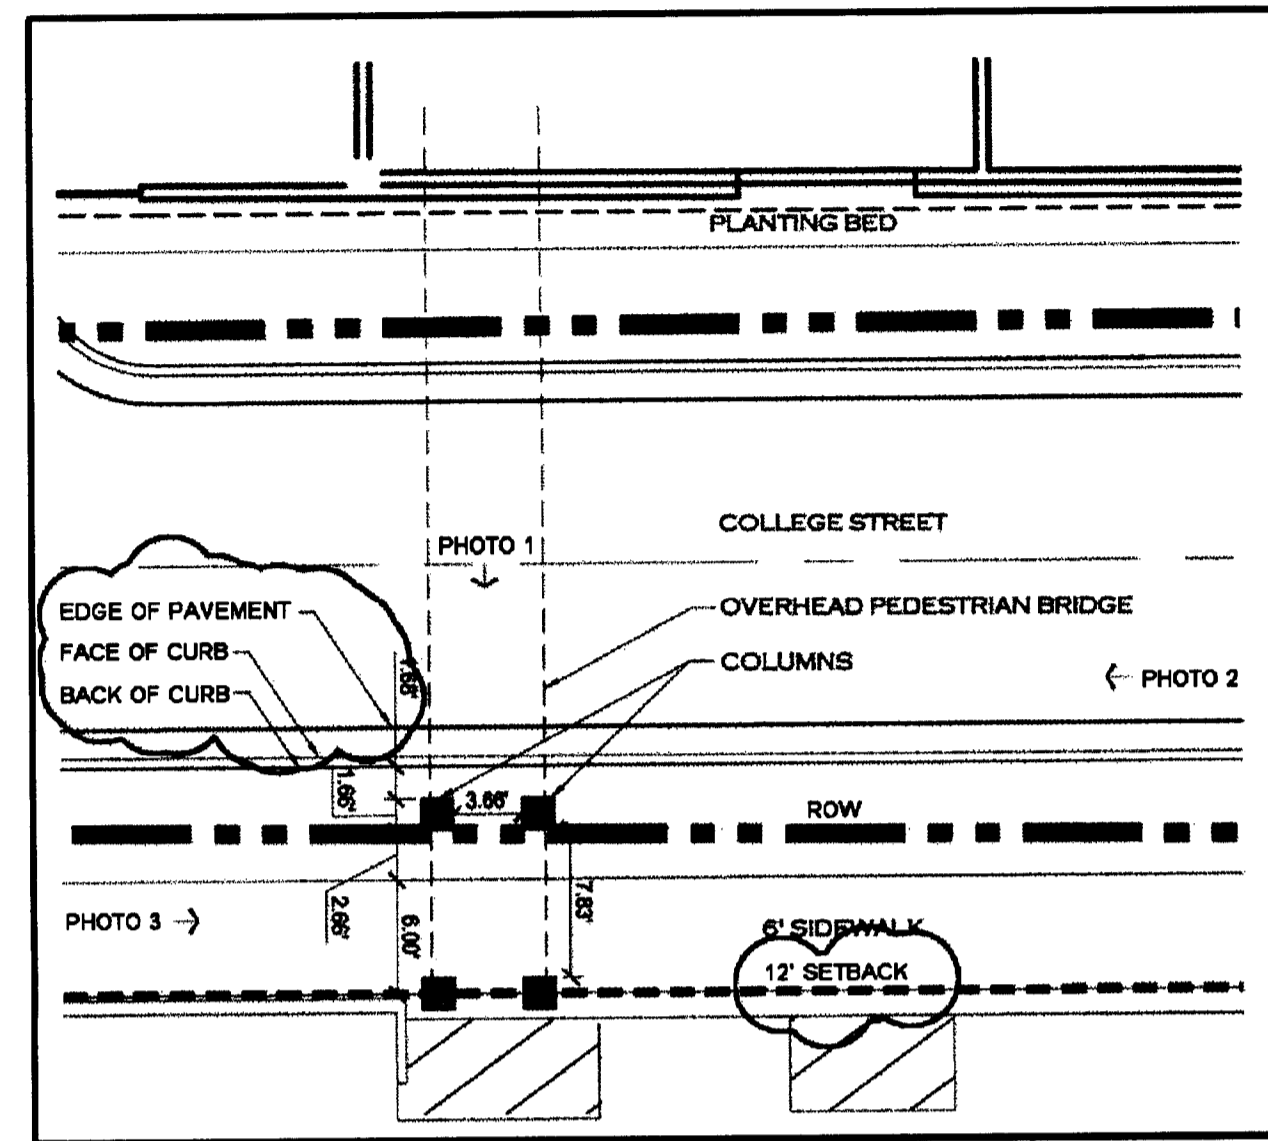 PLANTING BED
COLLEGE STREET
PHOTO 1
EDGE OF PAVEMENT
OVERHEAD PEDESTRIAN BRIDGE
FACE OF CURB
COLUMNS
BACK OF CURB
PHOTO 2
1.66'
3.66'
ROW
2.66'
6.00'
7.83'
PHOTO 3
6' SIDEWALK
12' SETBACK